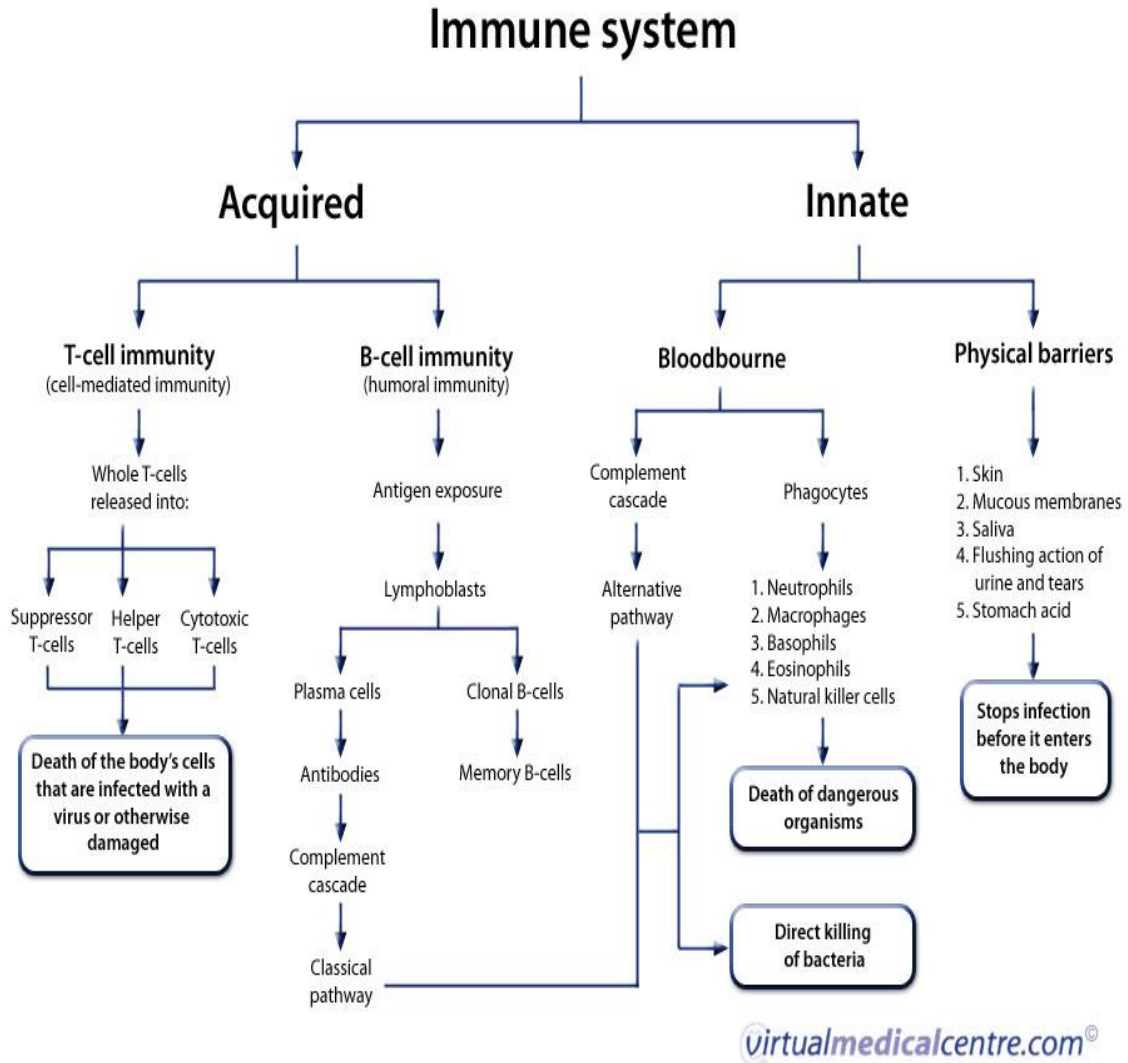 Immune system
Acquired
Innate
T-cell immunity
(cell-mediated immunity)
B-cell immunity
(humoral immunity)
Bloodbourne
Physical barriers
Whole T-cells
released into:
Antigen exposure
Complement
cascade
Phagocytes
1. Skin
2. Mucous membranes
3. Saliva
4. Flushing action of
urine and tears
5. Stomach acid
Suppressor
T-cells
Helper
T-cells
Cytotoxic
T-cells
Lymphoblasts
Alternative
pathway
1. Neutrophils
2. Macrophages
3. Basophils
4. Eosinophils
5. Natural killer cells
Plasma cells
Clonal B-cells
Stops infection
before it enters
the body
Death of the body's cells
that are infected with a
virus or otherwise
damaged
Antibodies
Memory B-cells
Death of dangerous
organisms
Complement
cascade
Classical
pathway
Direct killing
of bacteria
virtualmedicalcentre.com©